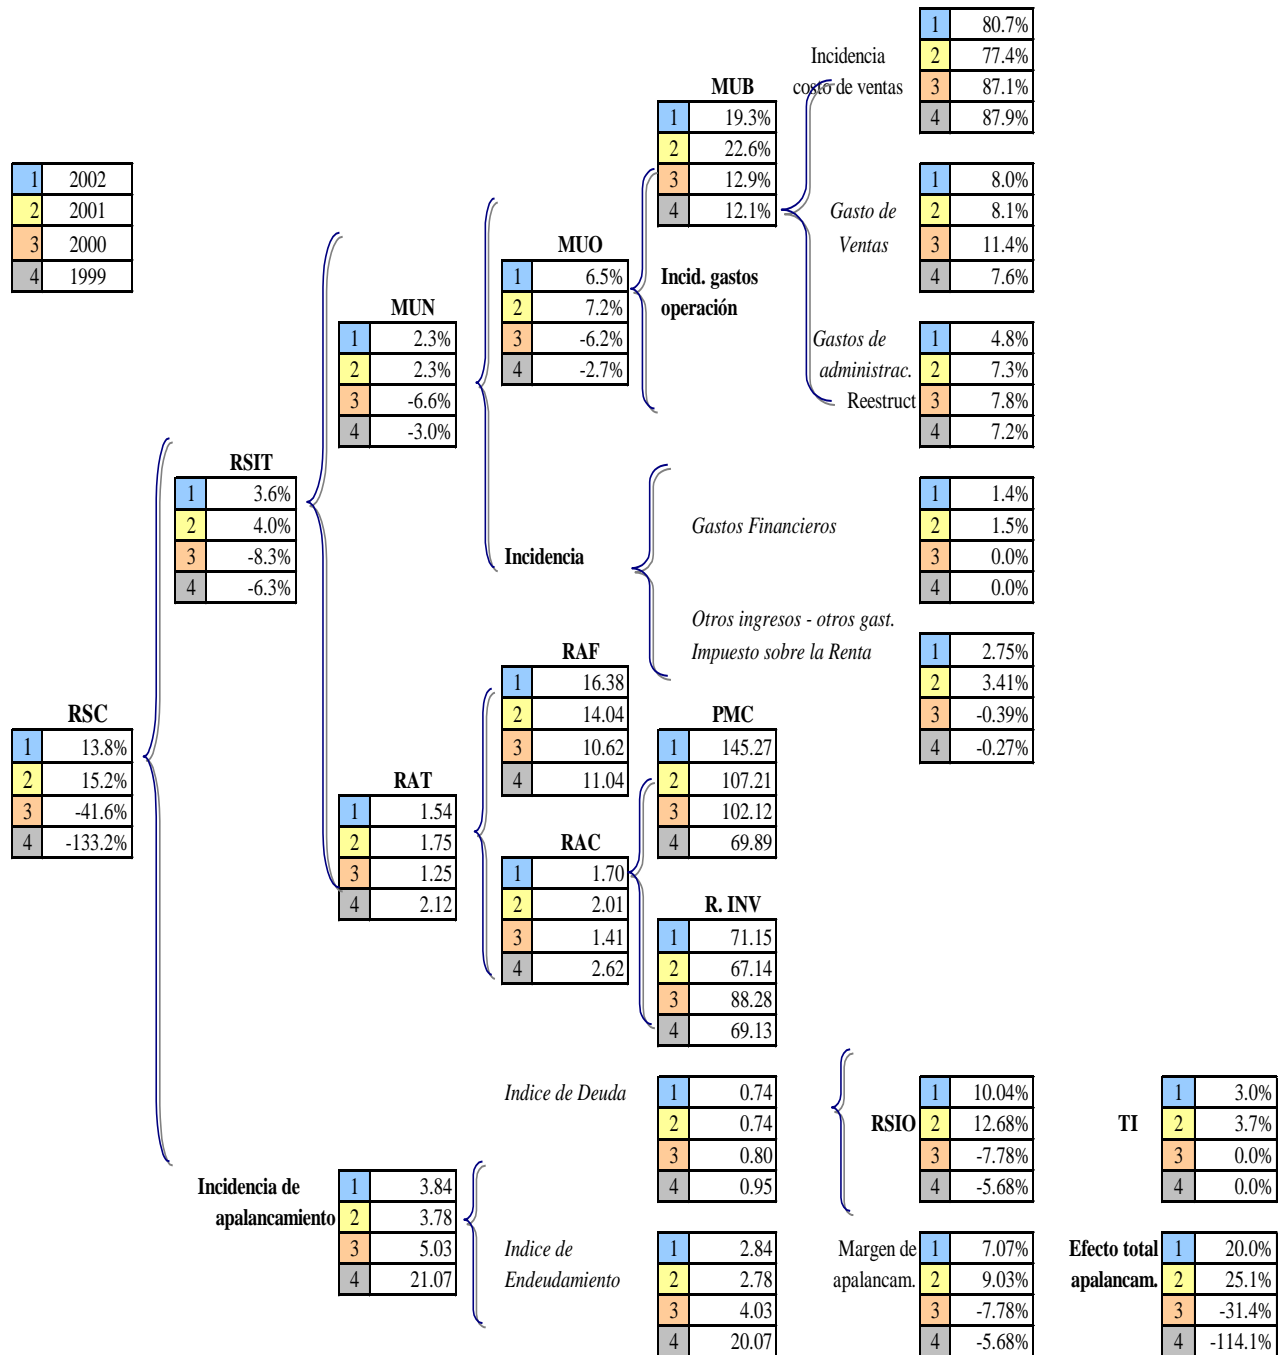 1 2002
2 2001
3 2000
4 1999
RSC
1 13.8%
2 15.2%
3 -41.6%
4 -133.2%
RSIT
1 3.6%
2 4.0%
3 -8.3%
4 -6.3%
MUN
1 2.3%
2 2.3%
3 -6.6%
4 -3.0%
MUO
1 6.5%
2 7.2%
3 -6.2%
4 -2.7%
MUB
1 19.3%
2 22.6%
3 12.9%
4 12.1%
Incidencia
costo de ventas
1 80.7%
2 77.4%
3 87.1%
4 87.9%
Incid. gastos
operación
Gasto de
Ventas
1 8.0%
2 8.1%
3 11.4%
4 7.6%
Gastos de
administrac.
Reestruct
1 4.8%
2 7.3%
3 7.8%
4 7.2%
Incidencia
Gastos Financieros
1 1.4%
2 1.5%
3 0.0%
4 0.0%
Otros ingresos - otros gast.
Impuesto sobre la Renta
1 2.75%
2 3.41%
3 -0.39%
4 -0.27%
RAT
1 1.54
2 1.75
3 1.25
4 2.12
RAF
1 16.38
2 14.04
3 10.62
4 11.04
RAC
1 1.70
2 2.01
3 1.41
4 2.62
PMC
1 145.27
2 107.21
3 102.12
4 69.89
R. INV
1 71.15
2 67.14
3 88.28
4 69.13
Incidencia de
apalancamiento
1 3.84
2 3.78
3 5.03
4 21.07
Indice de Deuda
1 0.74
2 0.74
3 0.80
4 0.95
Indice de
Endeudamiento
1 2.84
2 2.78
3 4.03
4 20.07
RSIO
1 10.04%
2 12.68%
3 -7.78%
4 -5.68%
TI
1 3.0%
2 3.7%
3 0.0%
4 0.0%
Margen de
apalancam.
1 7.07%
2 9.03%
3 -7.78%
4 -5.68%
Efecto total
apalancam.
1 20.0%
2 25.1%
3 -31.4%
4 -114.1%